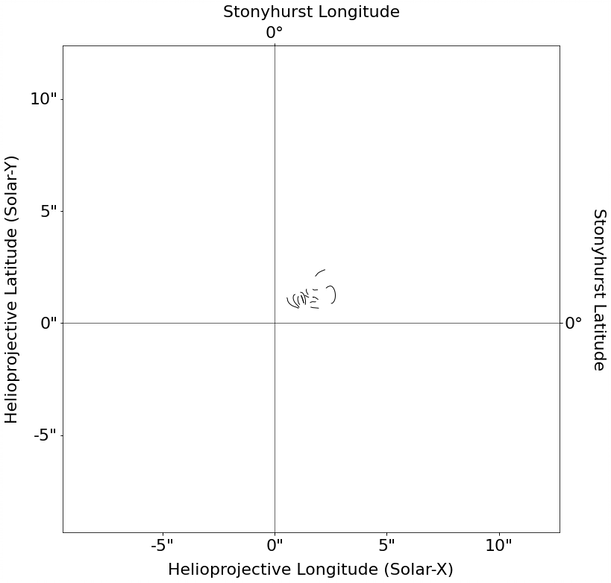 Stonyhurst Longitude
0°
10"
5"
0"
-5"
Helioprojective Latitude (Solar-Y)
0°
Stonyhurst Latitude
-5" 0" 5" 10"
Helioprojective Longitude (Solar-X)